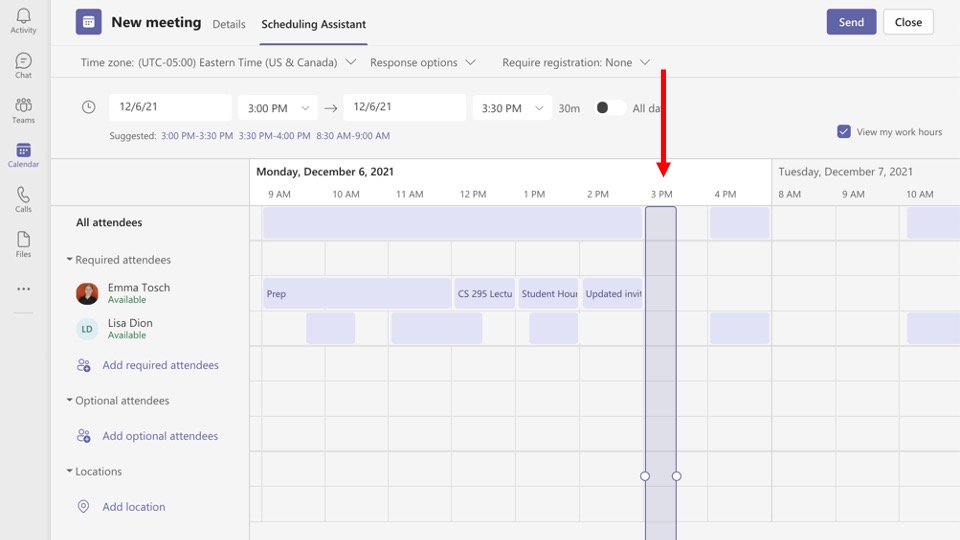 Activity
Chat
Teams
Calendar
Calls
Files
New meeting Details Scheduling Assistant Send Close
Time zone: (UTC-05:00) Eastern Time (US & Canada) Response options Require registration: None
12/6/21 3:00 PM → 12/6/21 3:30 PM 30m All da
Suggested: 3:00 PM-3:30 PM 3:30 PM-4:00 PM 8:30 AM-9:00 AM
View my work hours
Monday, December 6, 2021 Tuesday, December 7, 2021
9 AM 10 AM 11 AM 12 PM 1 PM 2 PM 3 PM 4 PM 8 AM 9 AM 10 AM
All attendees
Required attendees
Emma Tosch
Available
Prep CS 295 Lectu Student Hour Updated invit
LD Lisa Dion
Available
Add required attendees
Optional attendees
Add optional attendees
Locations
Add location